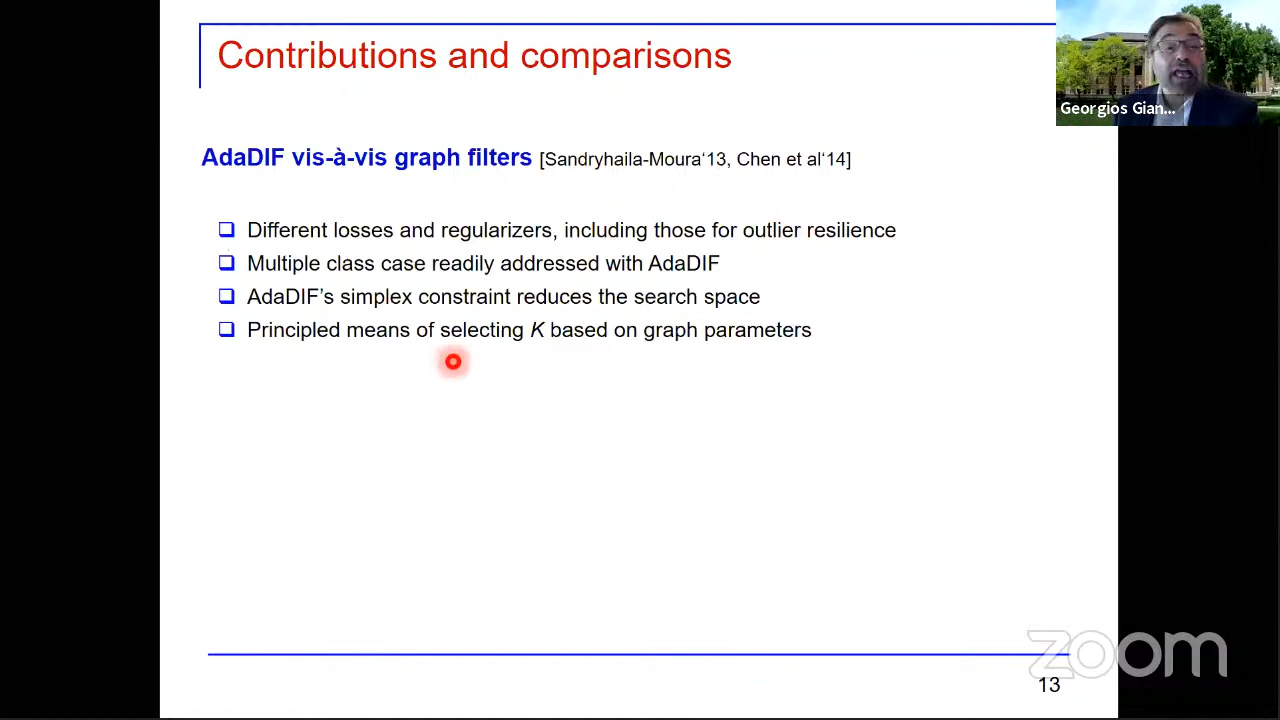 Contributions and comparisons
Georgios Gian...
AdaDIF vis-à-vis graph filters [Sandryhaila-Moura‘13, Chen et al‘14]
Different losses and regularizers, including those for outlier resilience
Multiple class case readily addressed with AdaDIF
AdaDIF’s simplex constraint reduces the search space
Principled means of selecting K based on graph parameters
zoom
13